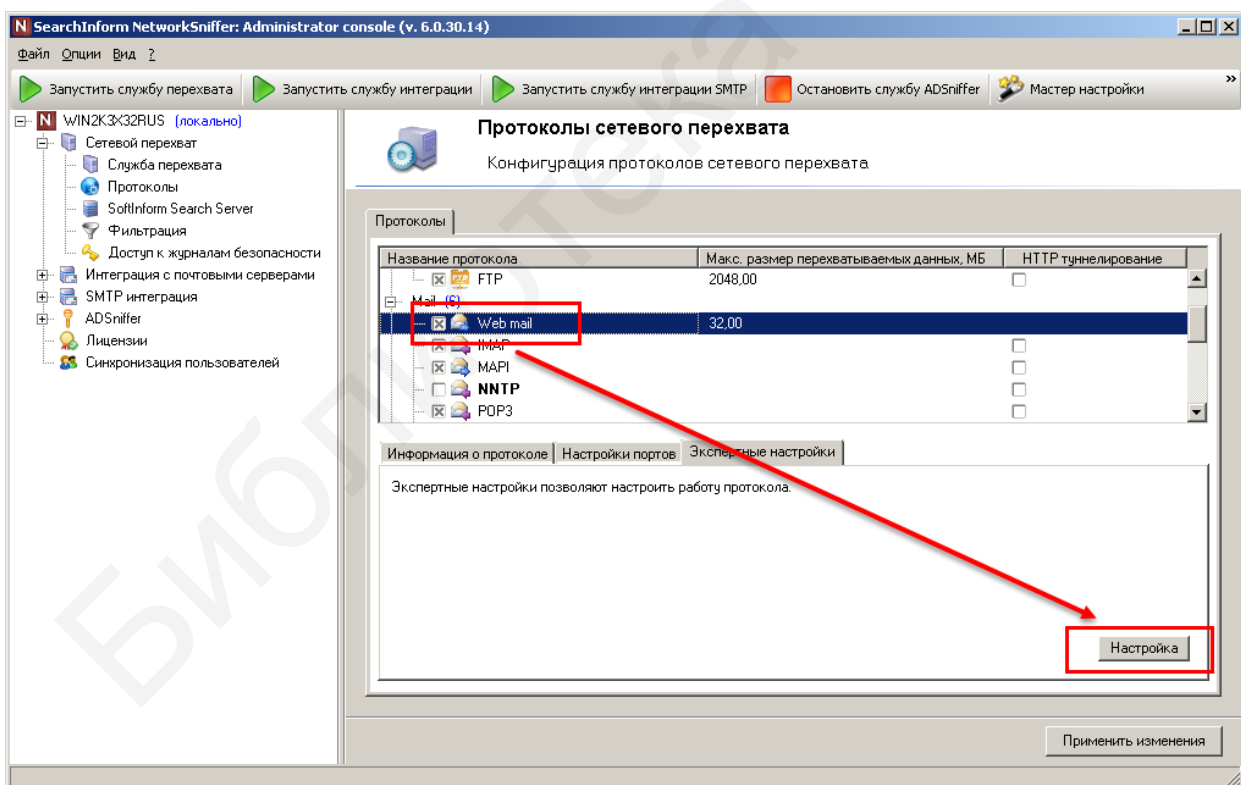 SearchInform NetworkSniffer: Administrator console (v. 6.0.30.14)
Файл Опции Вид ?
Запустить службу перехвата Запустить службу интеграции Запустить службу интеграции SMTP Остановить службу ADSniffer Мастер настройки »
WIN2K3X32RUS (локально)
Сетевой перехват
Служба перехвата
Протоколы
SoftInform Search Server
Фильтрация
Доступ к журналам безопасности
Интеграция с почтовыми серверами
SMTP интеграция
ADSniffer
Лицензии
Синхронизация пользователей
Протоколы сетевого перехвата
Конфигурация протоколов сетевого перехвата
Протоколы
Название протокола Макс. размер перехватываемых данных, МБ HTTP туннелирование
FTP 2048,00
Mail (6)
Web mail 32,00
IMAP
MAPI
NNTP
POP3
Информация о протоколе Настройки портов Экспертные настройки
Экспертные настройки позволяют настроить работу протокола.
Настройка
Применить изменения
Библиотека